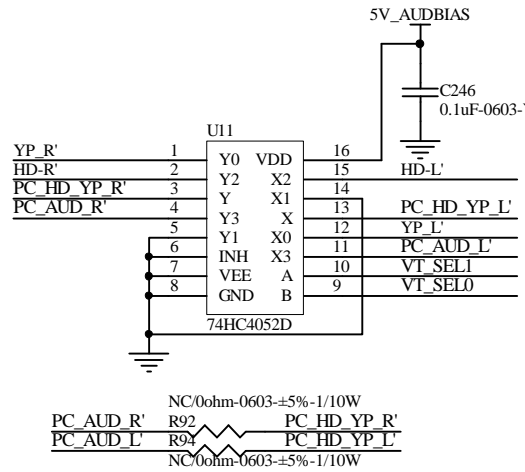 5V_AUDBIAS
C246
0.1uF-0603-
U11
YP_R' 1 Y0 VDD 16
HD-R' 2 Y2 X2 15 HD-L'
PC_HD_YP_R' 3 Y X1 14
PC_AUD_R' 4 Y3 X 13 PC_HD_YP_L'
5 Y1 X0 12 YP_L'
6 INH X3 11 PC_AUD_L'
7 VEE A 10 VT_SEL1
8 GND B 9 VT_SEL0
74HC4052D
NC/0ohm-0603-±5%-1/10W
PC_AUD_R' R92 PC_HD_YP_R'
PC_AUD_L' R94 PC_HD_YP_L'
NC/0ohm-0603-±5%-1/10W